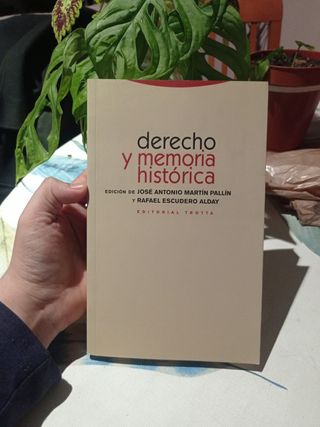 derecho
y memoria
histórica
EDICIÓN DE JOSÉ ANTONIO MARTÍN PALLÍN
Y RAFAEL ESCUDERO ALDAY
EDITORIAL TROTTA